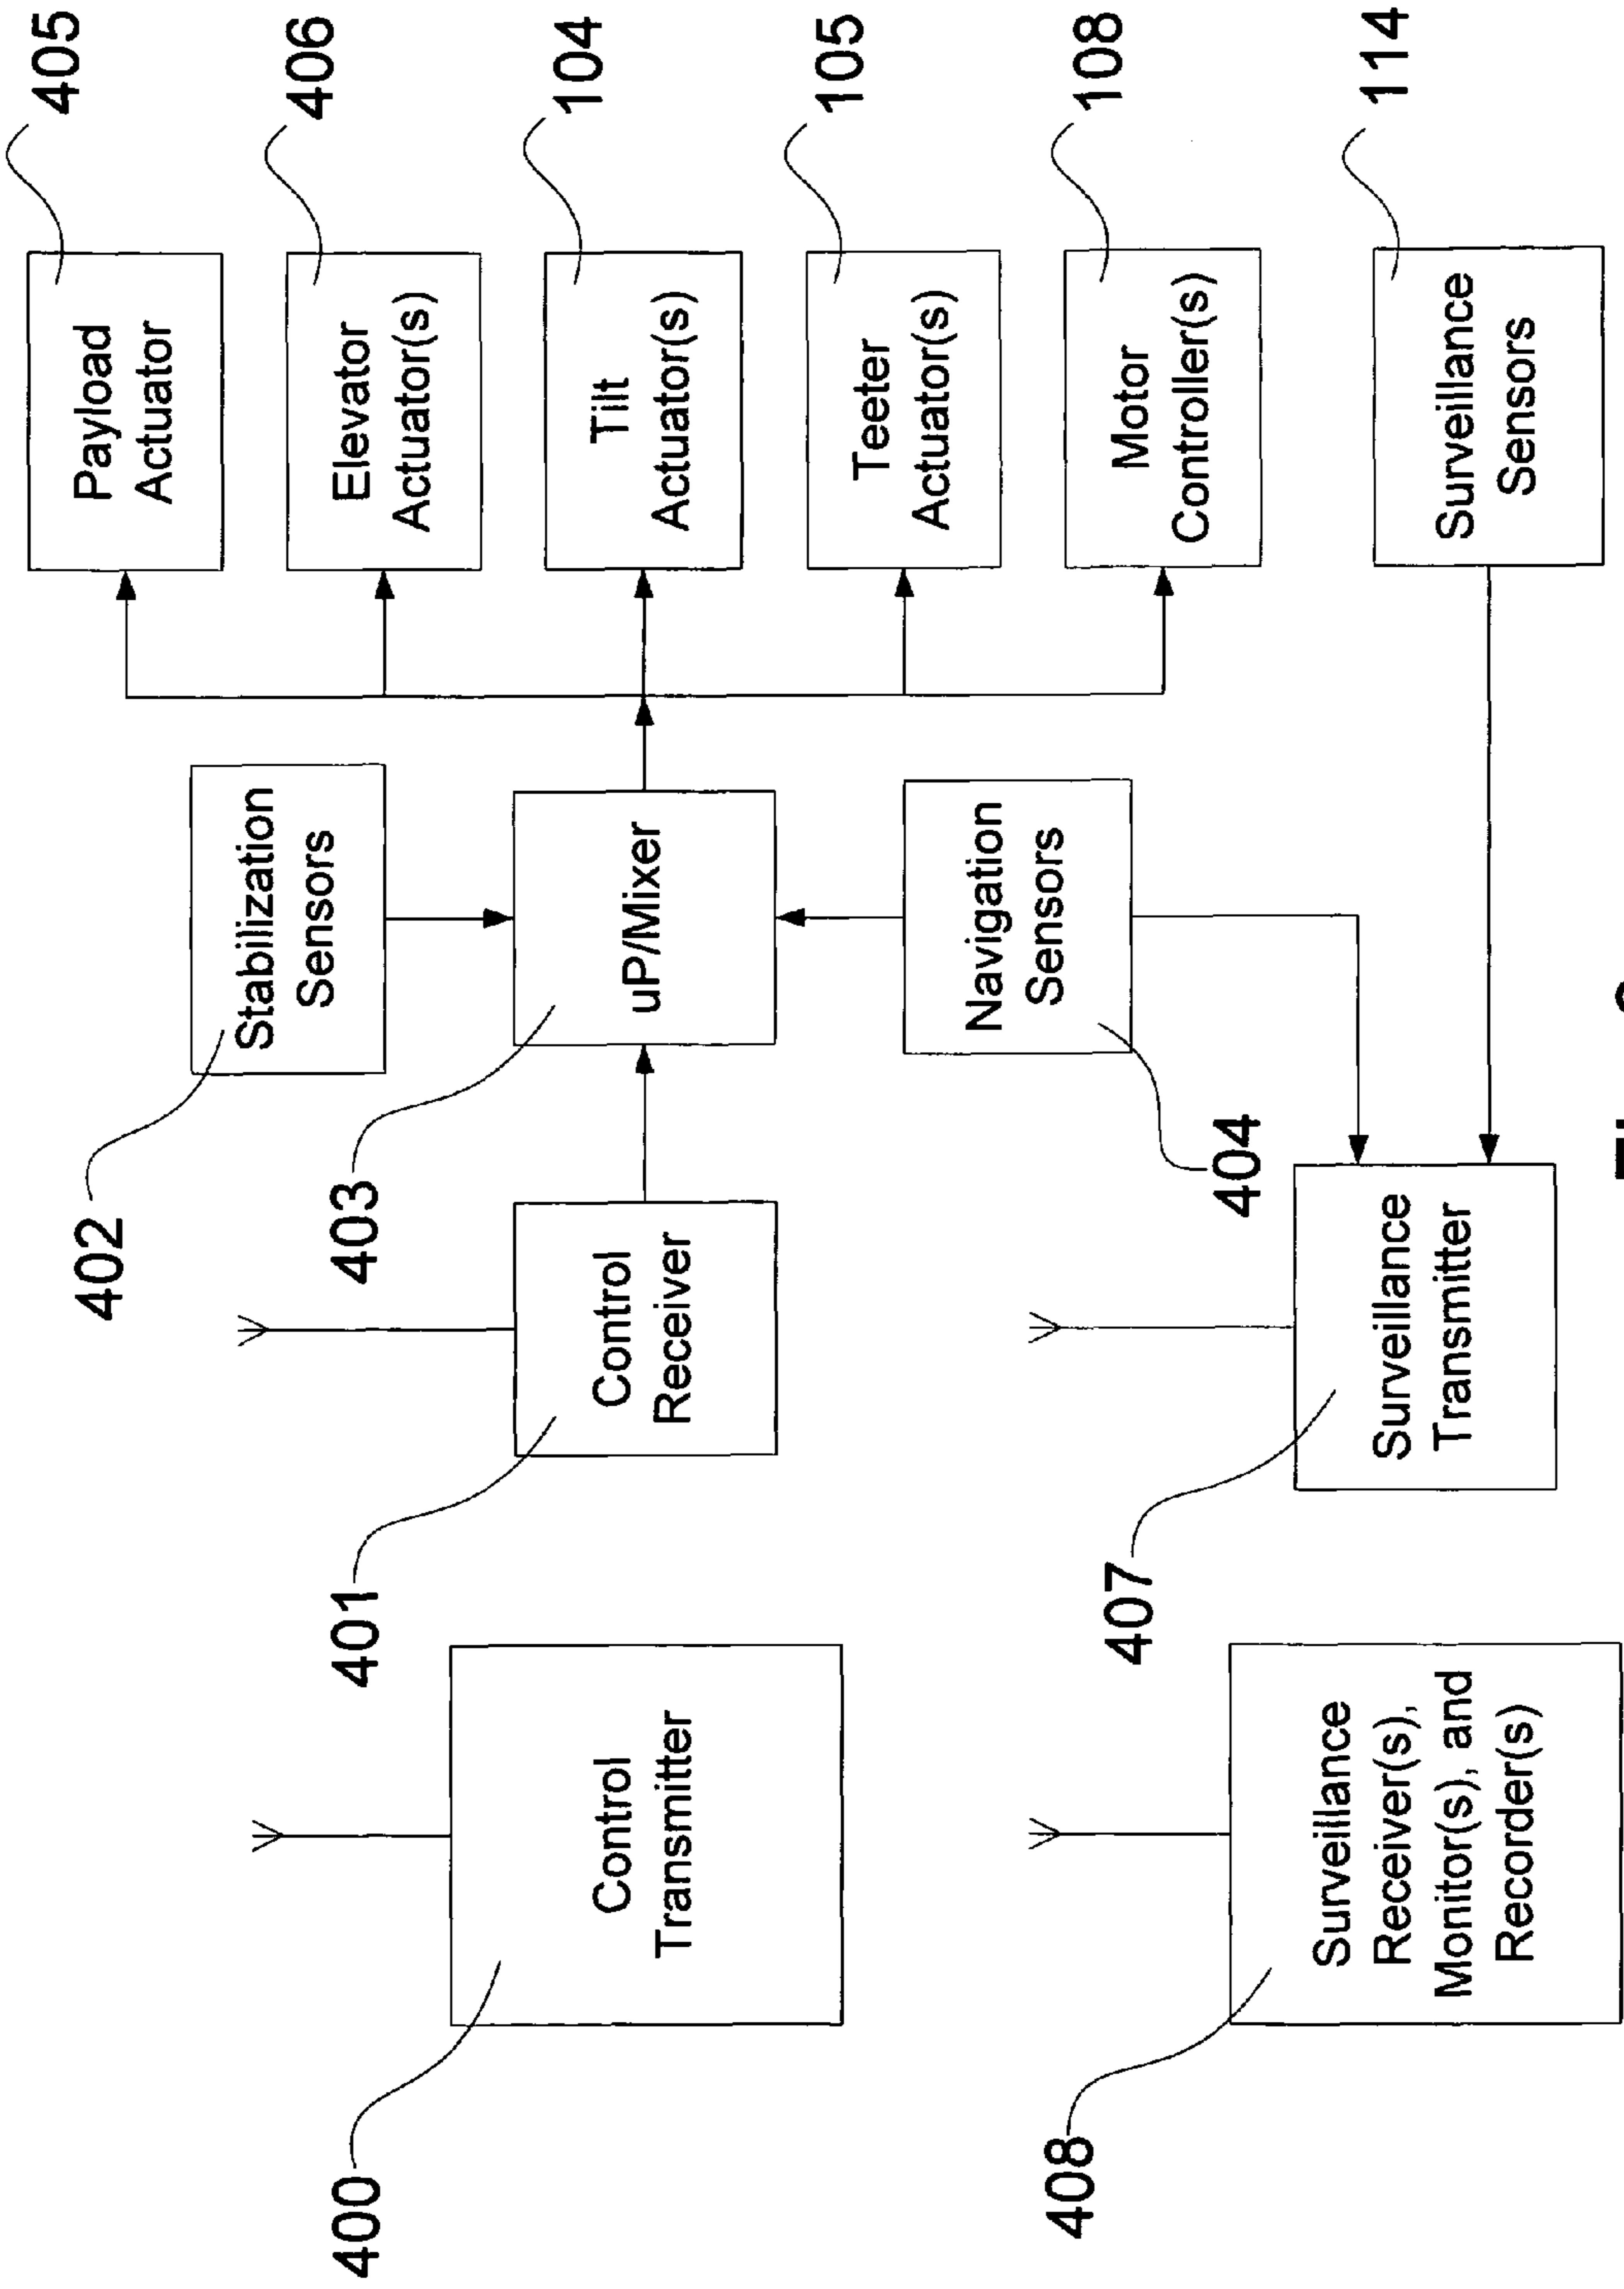 400
Control
Transmitter
401
Control
Receiver
402
Stabilization
Sensors
403
uP/Mixer
404
Navigation
Sensors
405
Payload
Actuator
406
Elevator
Actuator(s)
104
Tilt
Actuator(s)
105
Teeter
Actuator(s)
108
Motor
Controller(s)
114
Surveillance
Sensors
407
Surveillance
Transmitter
408
Surveillance
Receiver(s),
Monitor(s), and
Recorder(s)